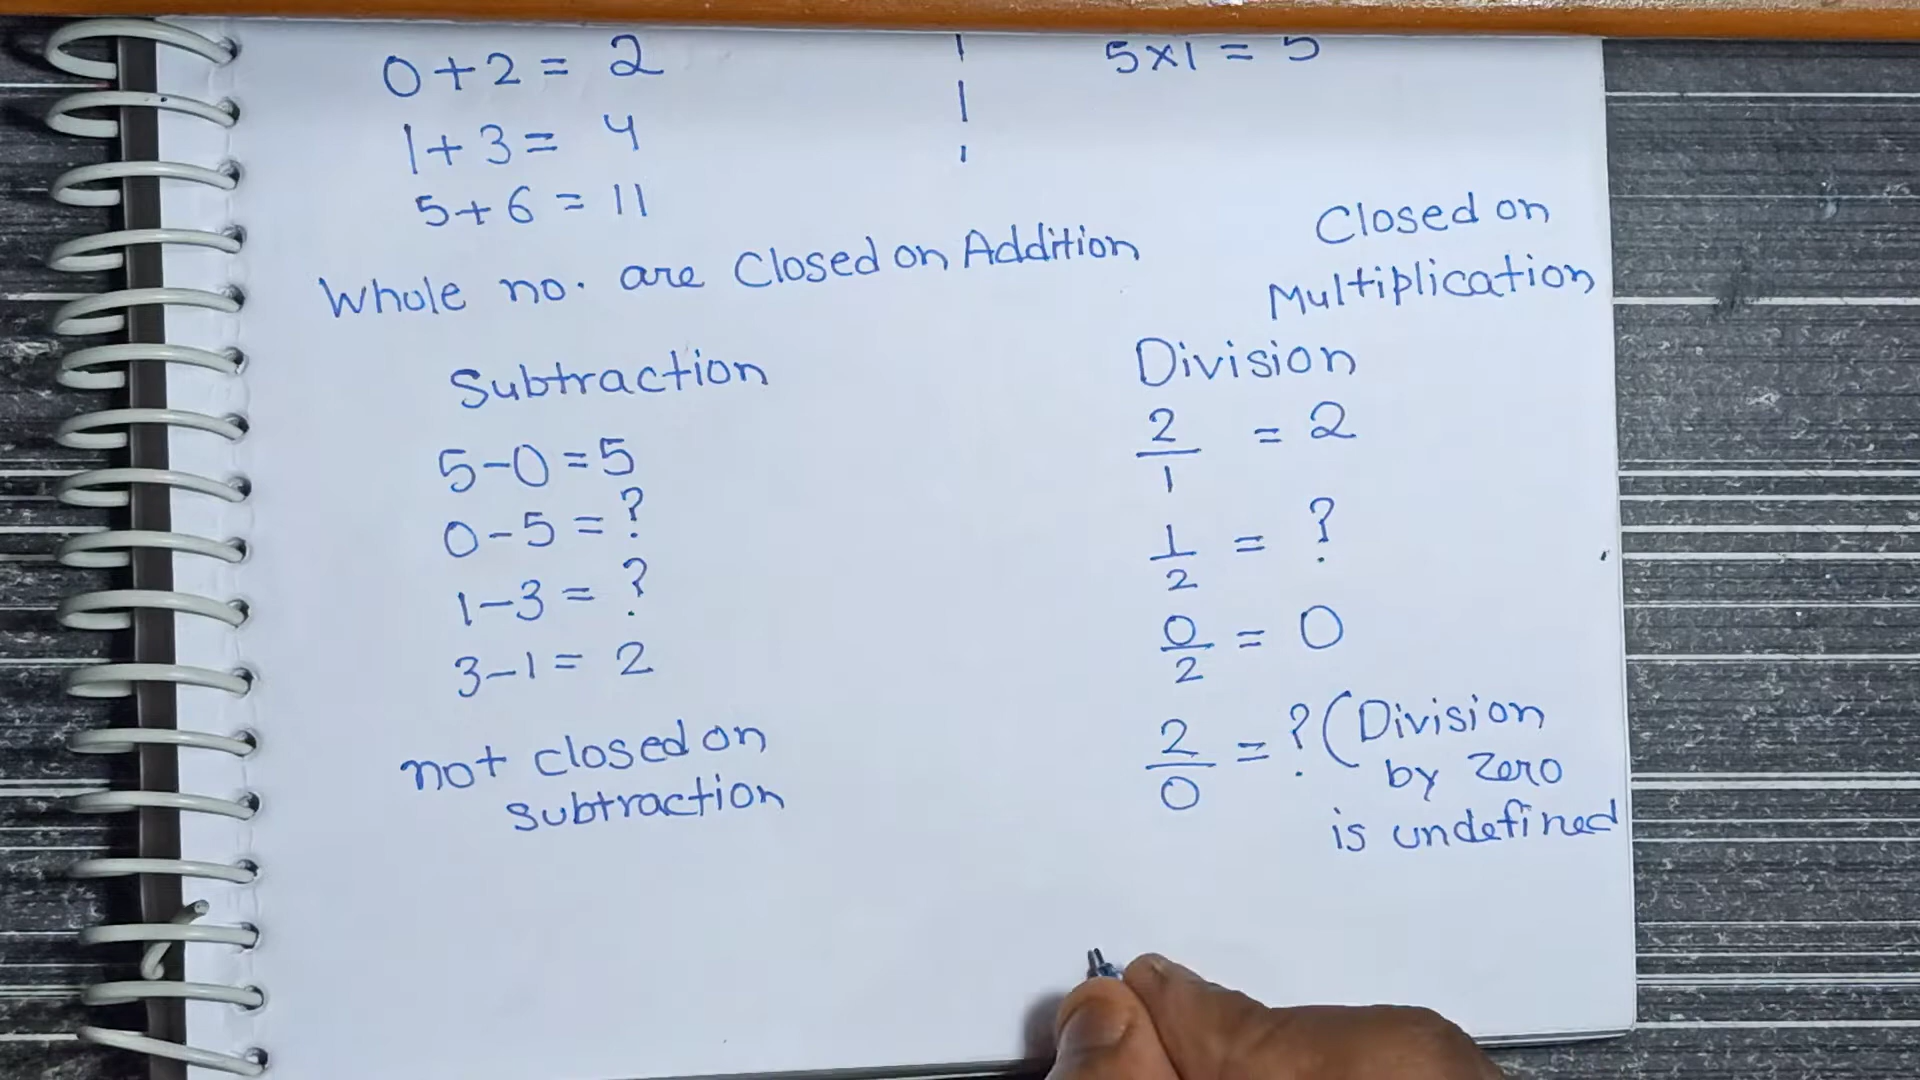 0+2= 2
1+3= 4
5+6=11
5×1=5
Whole no. are Closed on Addition
Closed on
Multiplication
Subtraction
5-0=5
0-5=?
1-3=?
3-1=2
not closed on
subtraction
Division
2/1 = 2
1/2 = ?
0/2 = 0
2/0 = ? (Division
by zero
is undefined